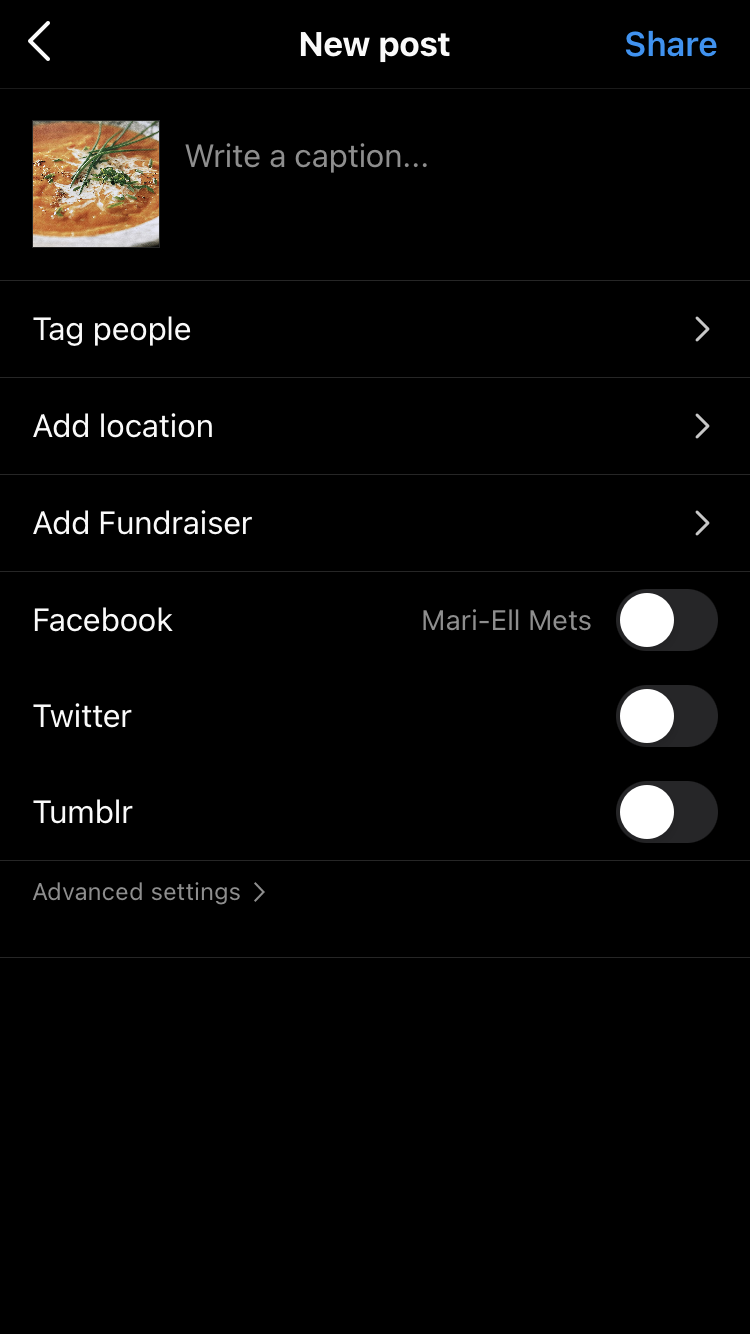 New post
Share
Write a caption...
Tag people
Add location
Add Fundraiser
Facebook Mari-Ell Mets
Twitter
Tumblr
Advanced settings